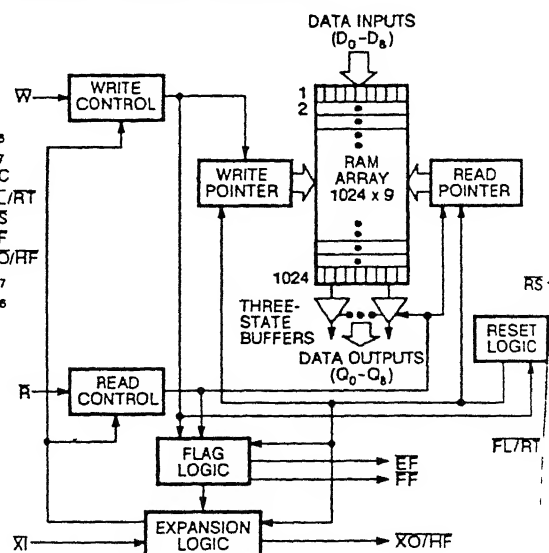 DATA INPUTS
(D0-D8)
W
WRITE
CONTROL
1
2
WRITE
POINTER
RAM
ARRAY
1024 x 9
READ
POINTER
1024
THREE-
STATE
BUFFERS
DATA OUTPUTS
(Q0-Q8)
RS
RESET
LOGIC
R
READ
CONTROL
FLAG
LOGIC
EF
FF
FL/RT
XI
EXPANSION
LOGIC
XO/HF